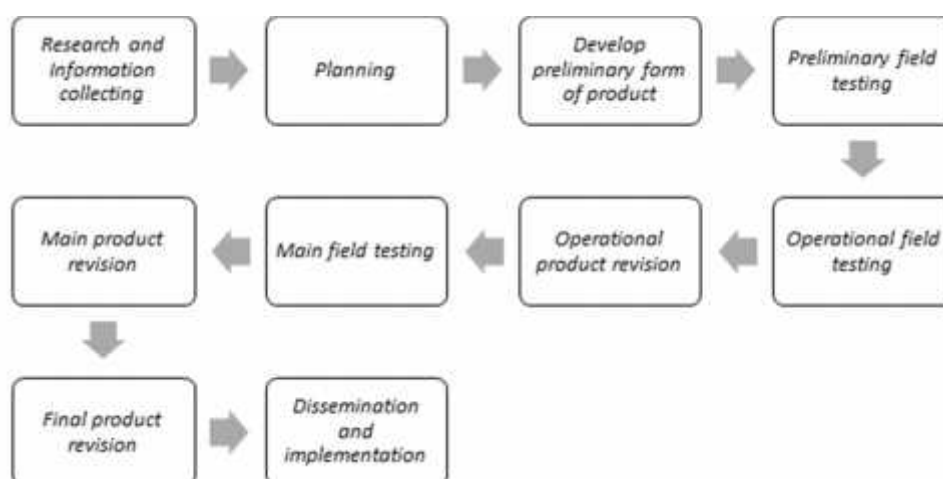 Research and
Information
collecting
Planning
Develop
preliminary form
of product
Preliminary field
testing
Operational field
testing
Operational
product revision
Main field testing
Main product
revision
Final product
revision
Dissemination
and
implementation